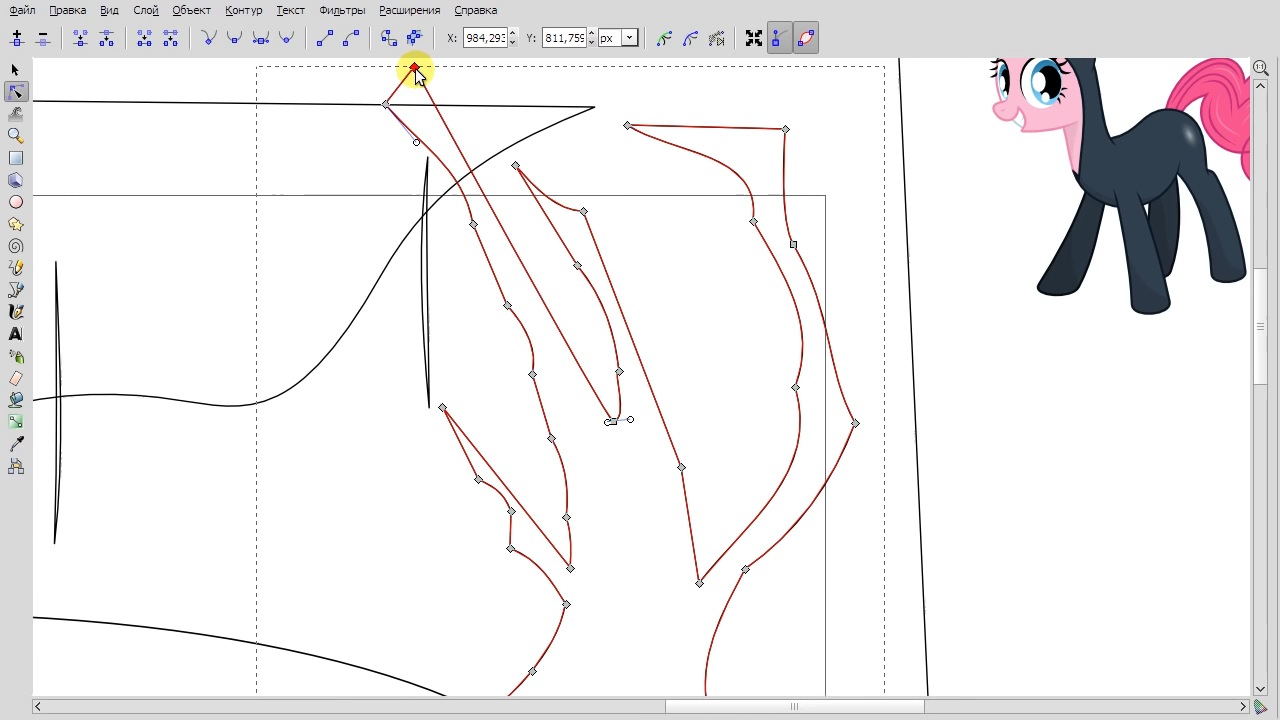 Файл Правка Вид Слой Объект Контур Текст Фильтры Расширения Справка
X: 984,293 Y: 811,759 px